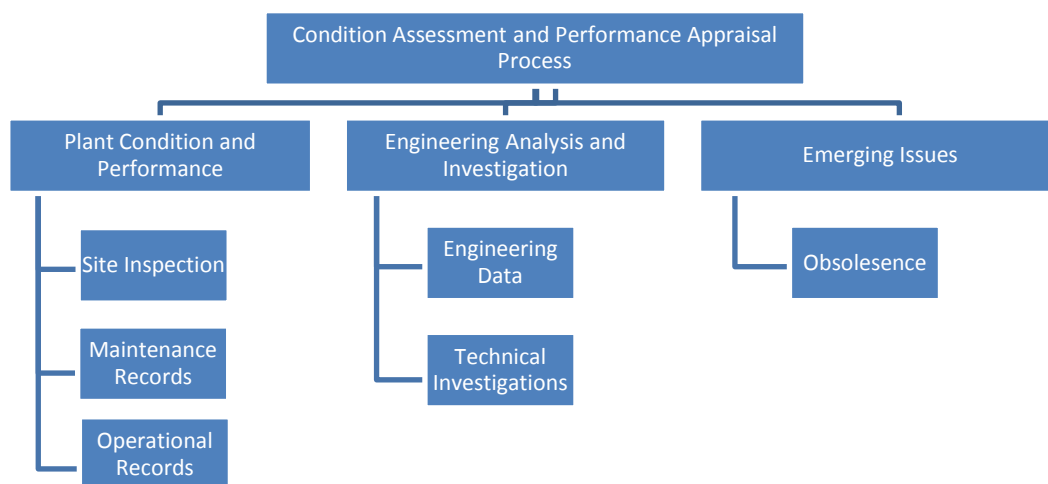 Condition Assessment and Performance Appraisal
Process
Plant Condition and
Performance
Engineering Analysis and
Investigation
Emerging Issues
Site Inspection
Maintenance
Records
Operational
Records
Engineering
Data
Technical
Investigations
Obsolesence